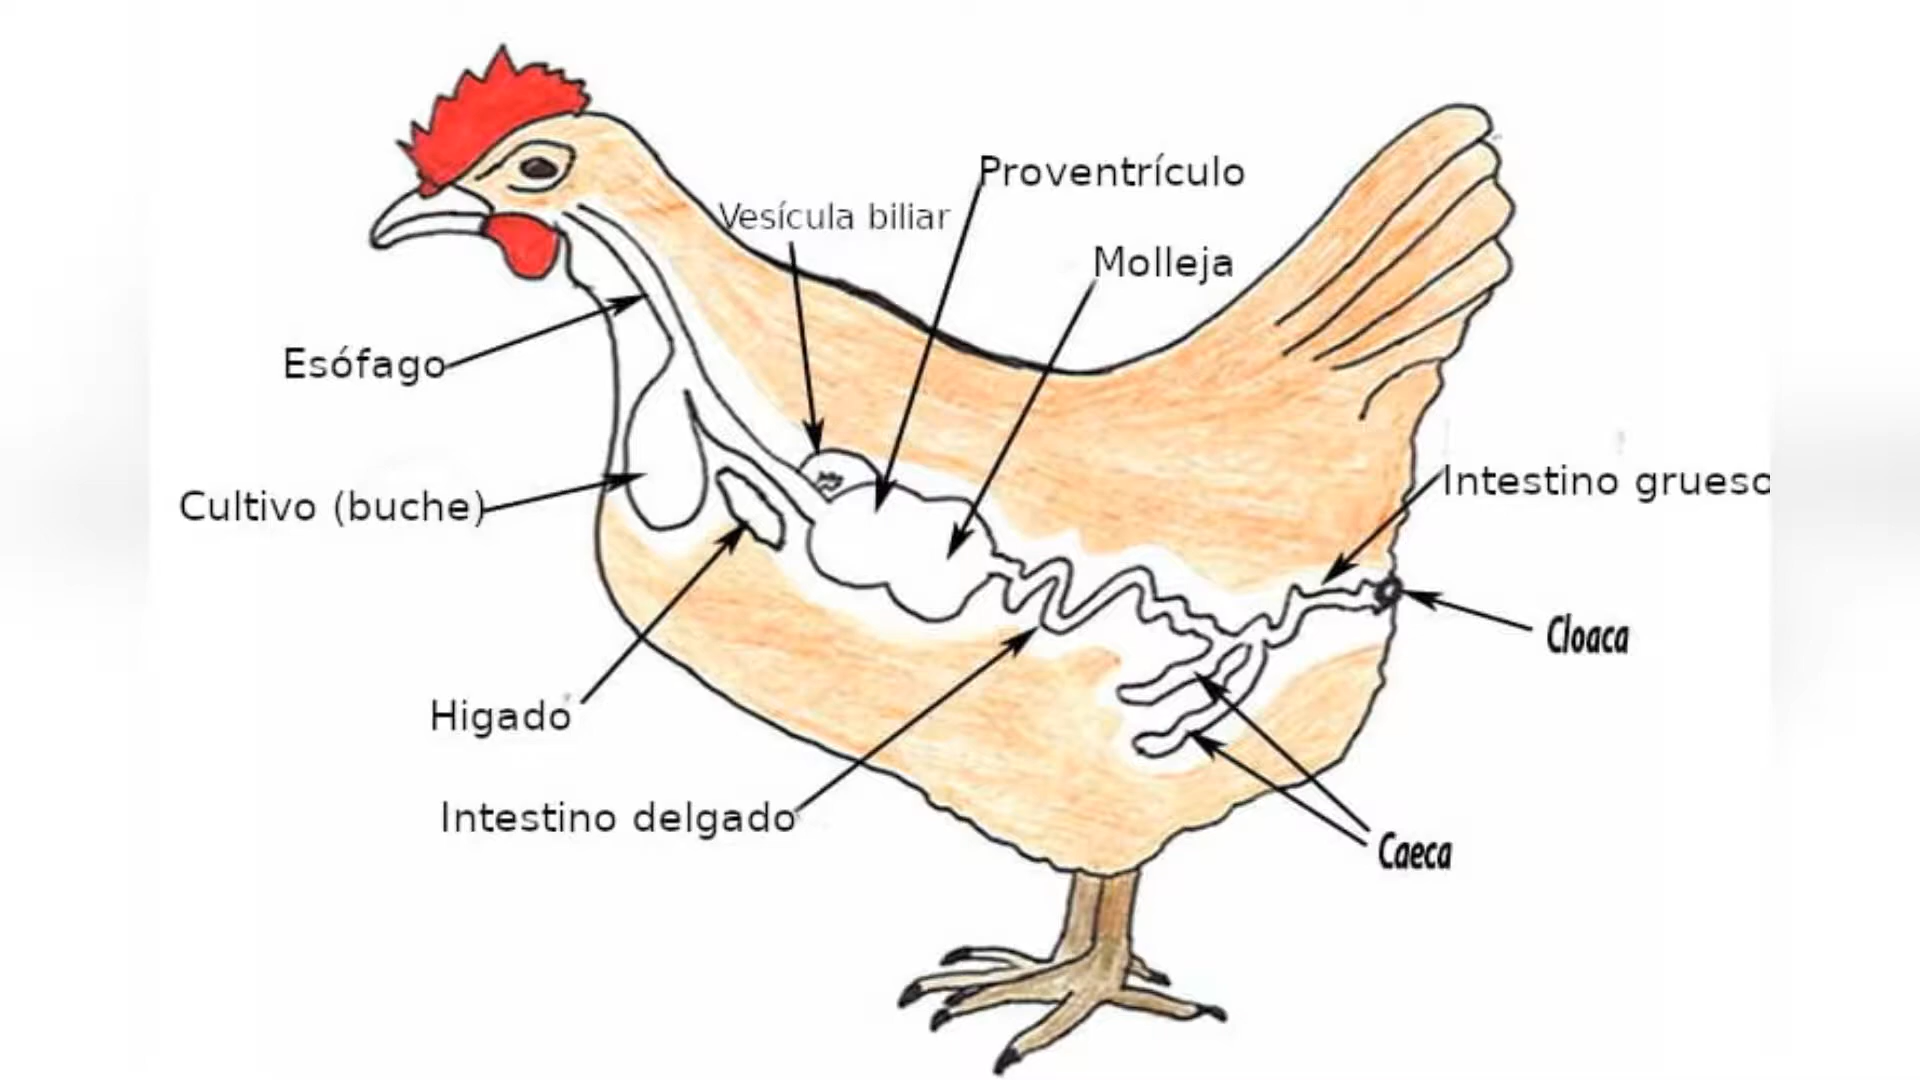 Proventrículo
Vesícula biliar
Molleja
Esófago
Intestino grueso
Cultivo (buche)
Cloaca
Higado
Intestino delgado
Caeca